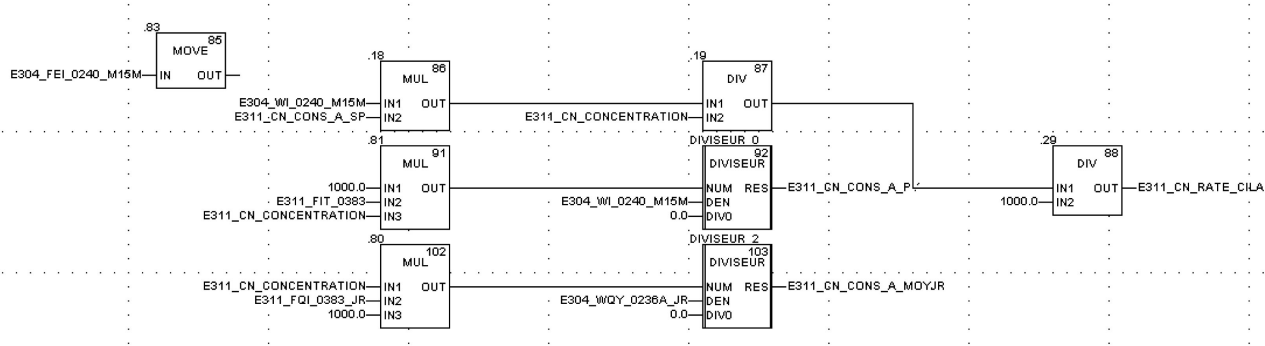 .83
85
MOVE
E304_FEI_0240_M15M IN OUT
.18
86
MUL
E304_WI_0240_M15M IN1 OUT
E311_CN_CONS_A_SP IN2
.19
87
DIV
IN1 OUT
E311_CN_CONCENTRATION IN2
.81
91
MUL
1000.0 IN1 OUT
E311_FIT_0383 IN2
E311_CN_CONCENTRATION IN3
DIVISEUR_0
92
DIVISEUR
NUM RES E311_CN_CONS_A_P
E304_WI_0240_M15M DEN
0.0 DIV0
.29
88
DIV
IN1 OUT E311_CN_RATE_CILA
1000.0 IN2
.80
102
MUL
E311_CN_CONCENTRATION IN1 OUT
E311_FQI_0383_JR IN2
1000.0 IN3
DIVISEUR_2
103
DIVISEUR
NUM RES E311_CN_CONS_A_MOYJR
E304_WQY_0236A_JR DEN
0.0 DIV0